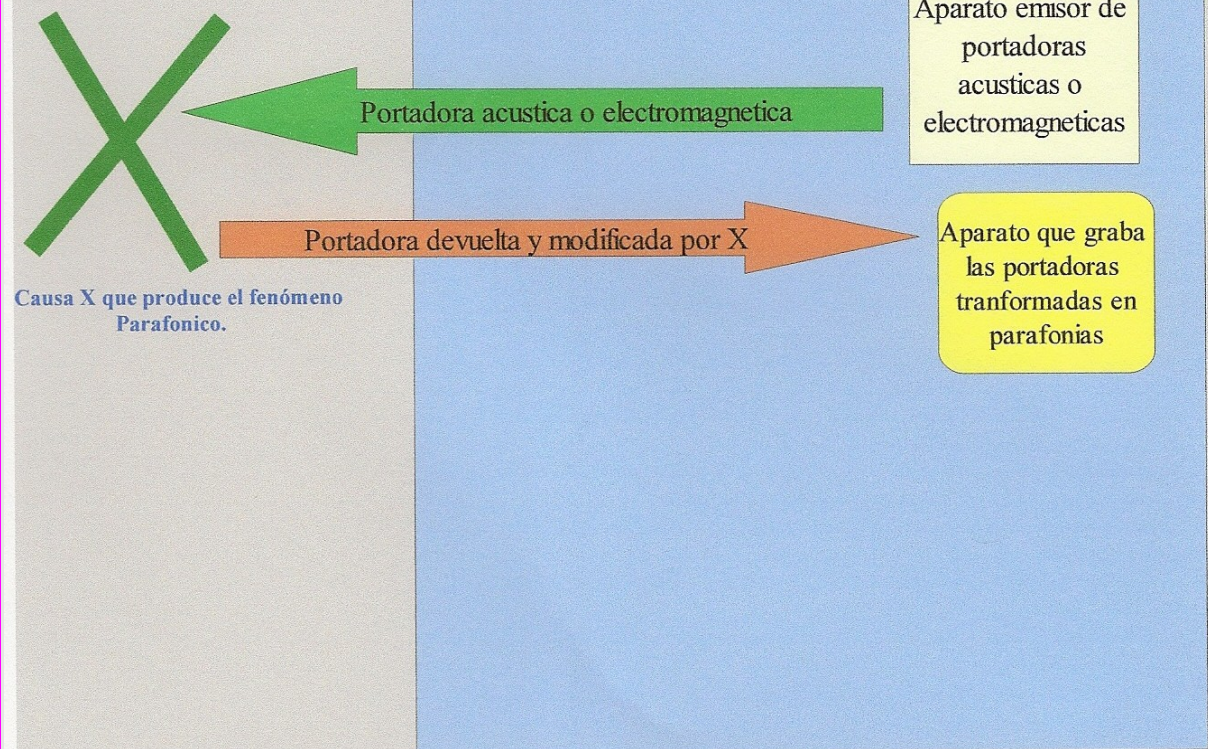 Aparato emisor de
portadoras
acusticas o
electromagneticas
Portadora acustica o electromagnetica
Portadora devuelta y modificada por X
Aparato que graba
las portadoras
tranformadas en
parafonias
Causa X que produce el fenómeno
Parafonico.